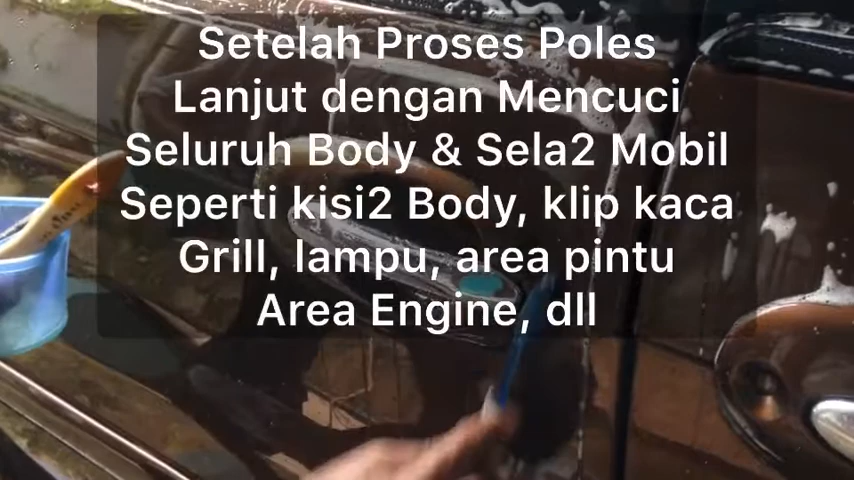 Setelah Proses Poles
Lanjut dengan Mencuci
Seluruh Body & Sela2 Mobil
Seperti kisi2 Body, klip kaca
Grill, lampu, area pintu
Area Engine, dll